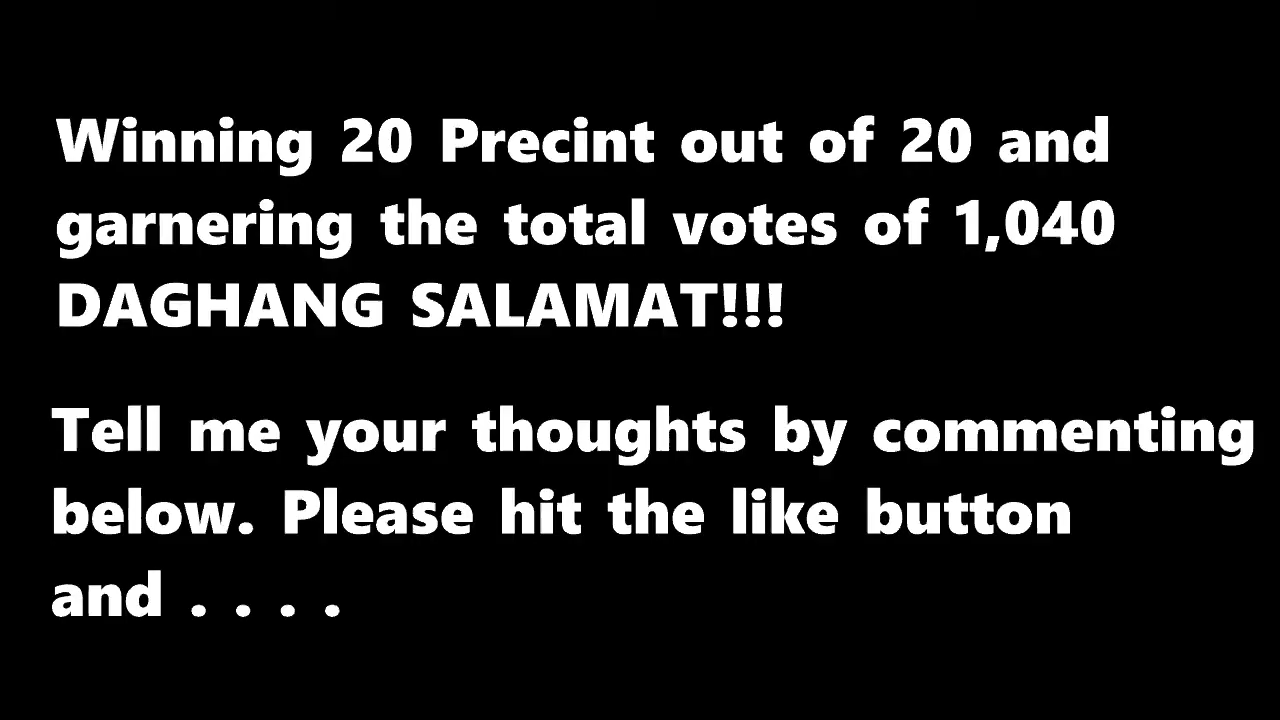 Winning 20 Precint out of 20 and
garnering the total votes of 1,040
DAGHANG SALAMAT!!!
Tell me your thoughts by commenting
below. Please hit the like button
and . . . .